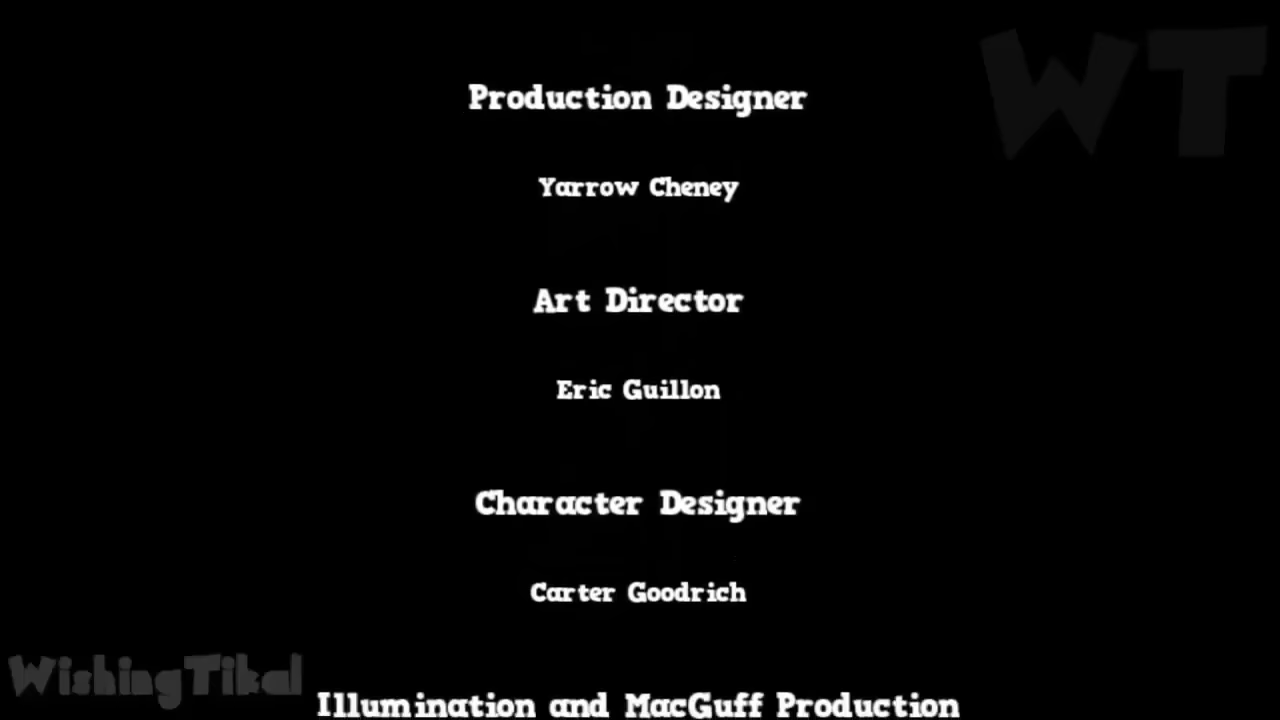 WT
Production Designer
Yarrow Cheney
Art Director
Eric Guillon
Character Designer
Carter Goodrich
WishingTikal
Illumination and MacGuff Production